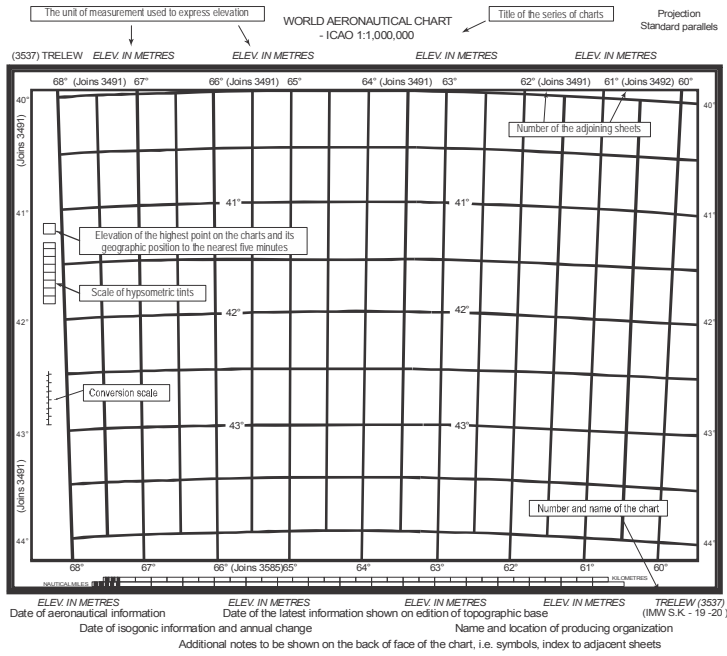 The unit of measurement used to express elevation
WORLD AERONAUTICAL CHART
- ICAO 1:1,000,000
Title of the series of charts
Projection
Standard parallels
(3537) TRELEW ELEV. IN METRES ELEV. IN METRES ELEV. IN METRES ELEV. IN METRES
68° (Joins 3491) 67° 66° (Joins 3491) 65° 64° (Joins 3491) 63° 62° (Joins 3491) 61° (Joins 3492) 60°
40° 40°
(Joins 3491)
Number of the adjoining sheets
41° 41° 41° 41°
Elevation of the highest point on the charts and its
geographic position to the nearest five minutes
Scale of hypsometric tints
42° 42° 42° 42°
Conversion scale
43° 43° 43° 43°
(Joins 3491)
Number and name of the chart
44° 44°
68° 67° 66° (Joins 3585)65° 64° 63° 62° 61° 60°
NAUTICAL MILES KILOMETRES
ELEV. IN METRES ELEV. IN METRES ELEV. IN METRES ELEV. IN METRES TRELEW (3537)
Date of aeronautical information Date of the latest information shown on edition of topographic base (IMW S.K. - 19 -20 )
Date of isogonic information and annual change Name and location of producing organization
Additional notes to be shown on the back of face of the chart, i.e. symbols, index to adjacent sheets